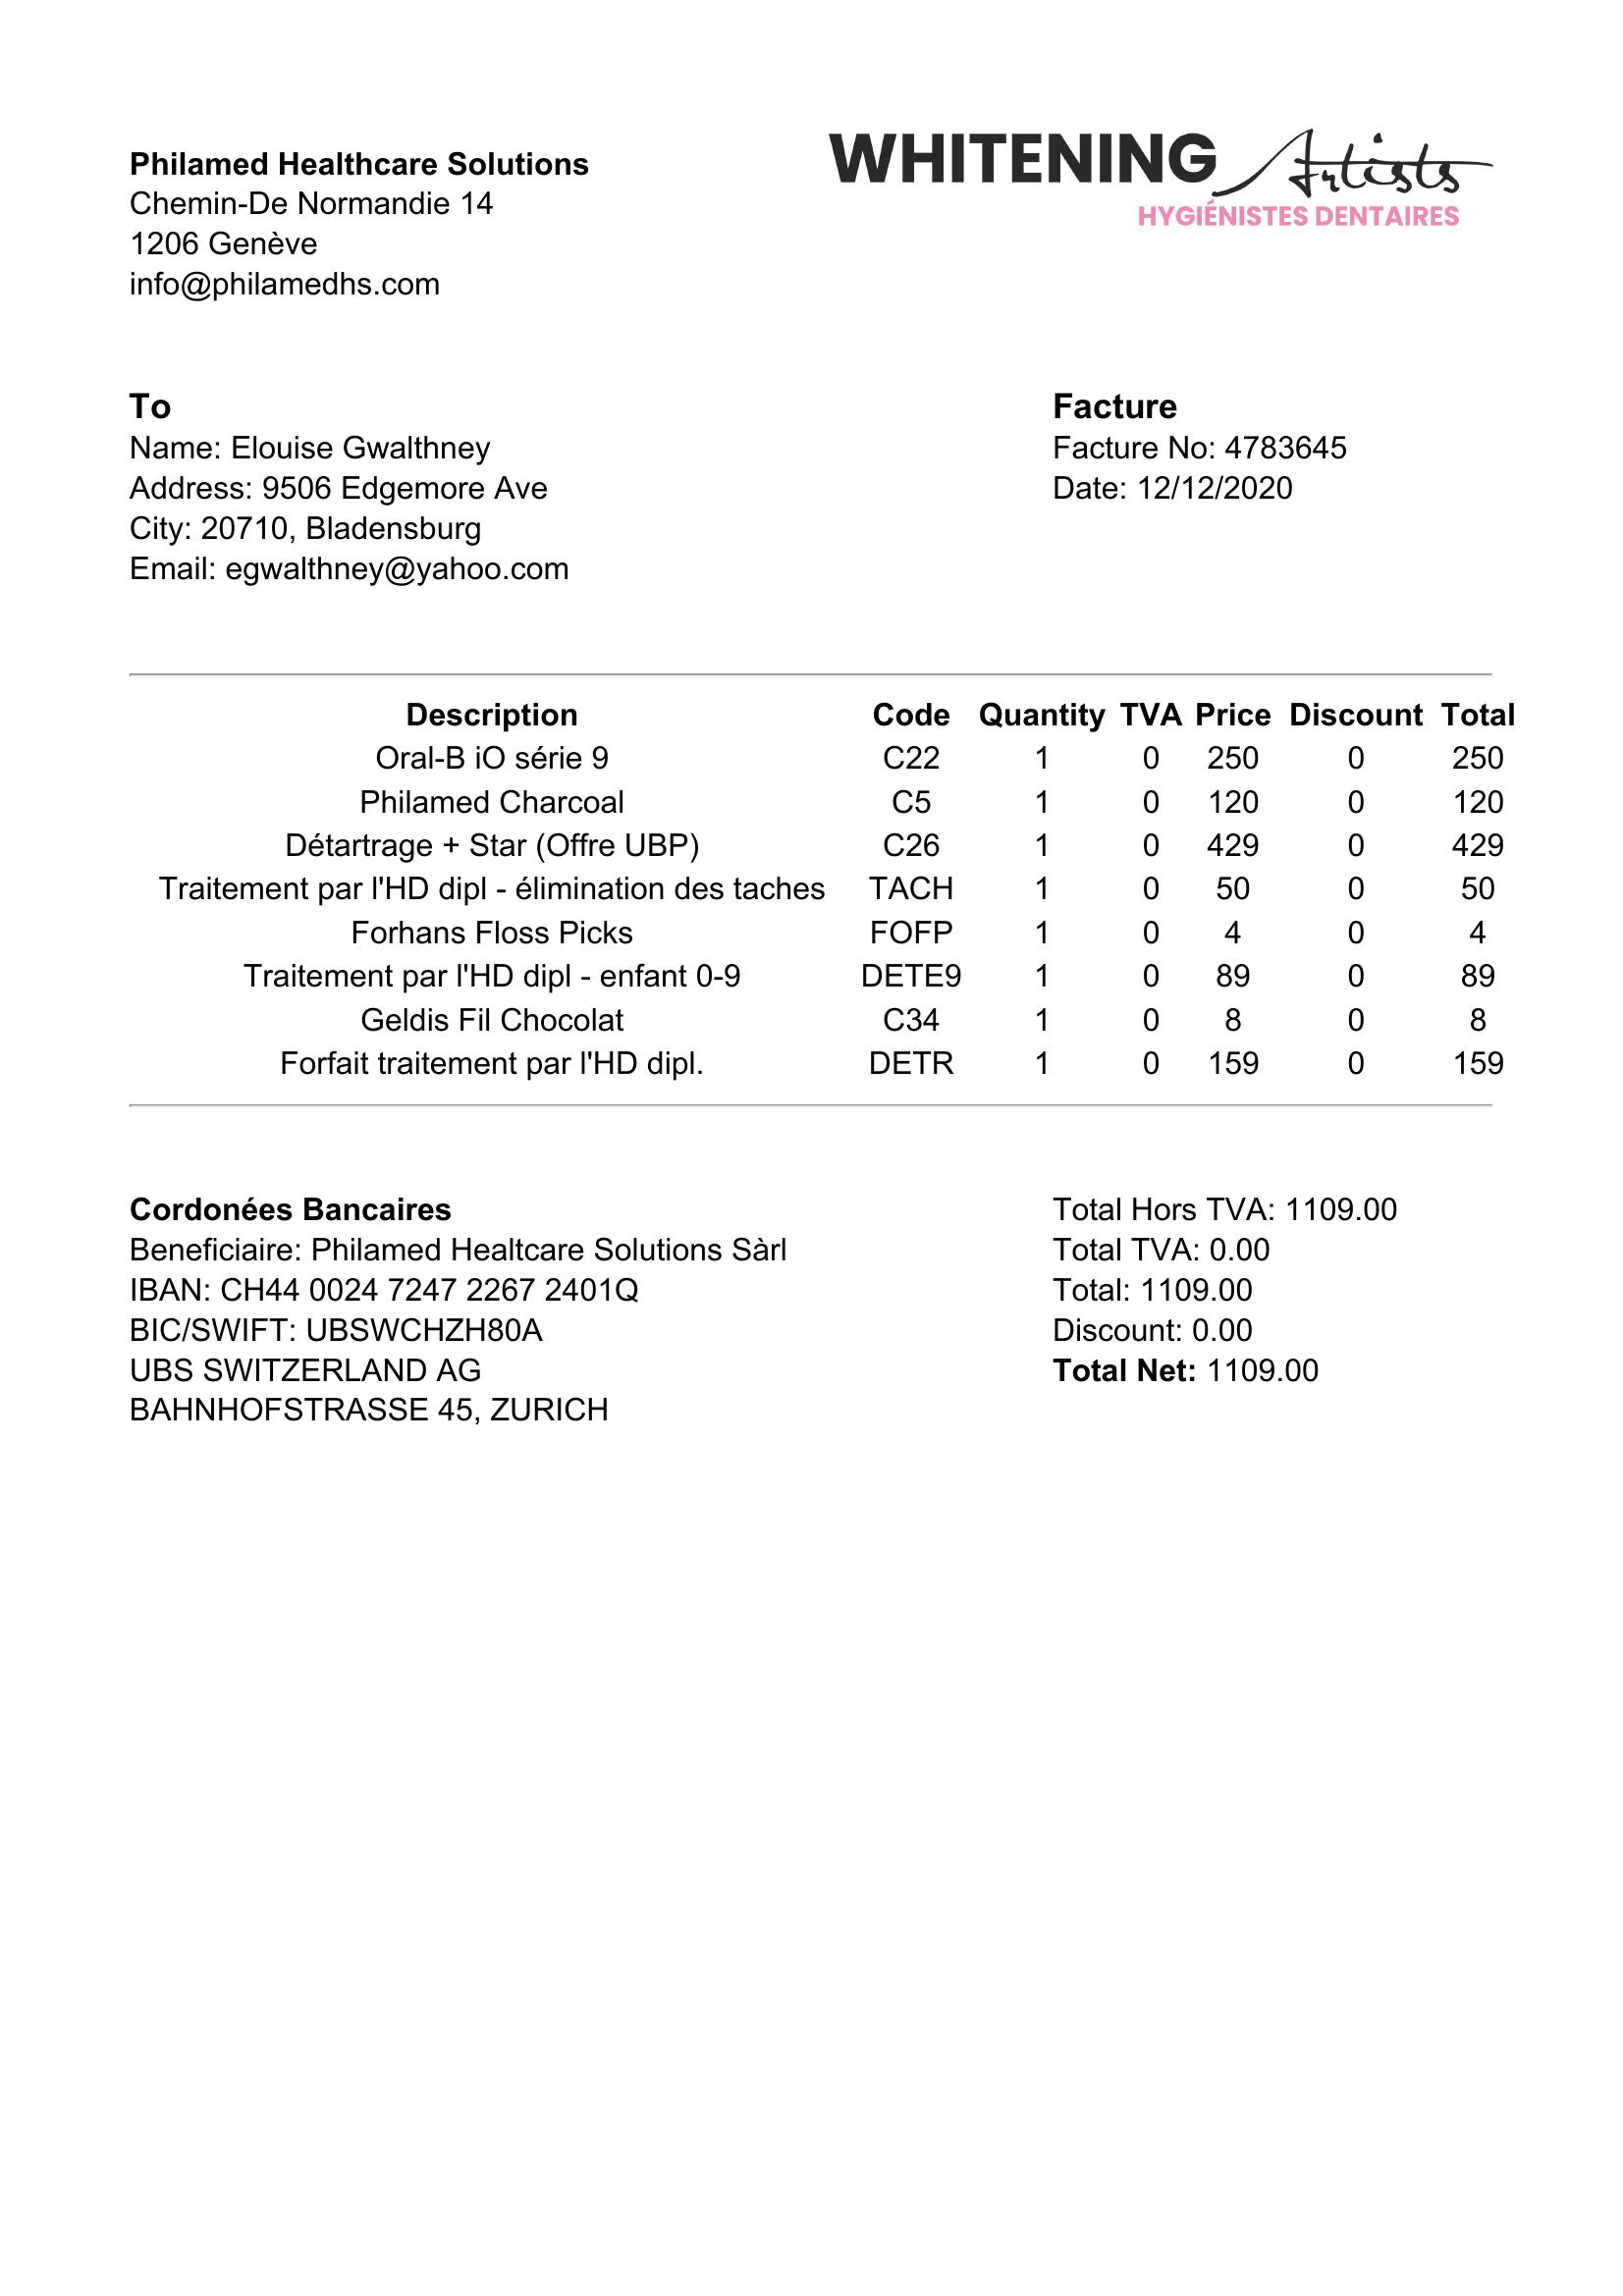 Philamed Healthcare Solutions
Chemin-De Normandie 14
1206 Genève
info@philamedhs.com
WHITENING Artists
HYGIÉNISTES DENTAIRES
To
Name: Elouise Gwalthney
Address: 9506 Edgemore Ave
City: 20710, Bladensburg
Email: egwalthney@yahoo.com
Facture
Facture No: 4783645
Date: 12/12/2020
Description Code Quantity TVA Price Discount Total
Oral-B iO série 9 C22 1 0 250 0 250
Philamed Charcoal C5 1 0 120 0 120
Détartrage + Star (Offre UBP) C26 1 0 429 0 429
Traitement par l'HD dipl - élimination des taches TACH 1 0 50 0 50
Forhans Floss Picks FOFP 1 0 4 0 4
Traitement par l'HD dipl - enfant 0-9 DETE9 1 0 89 0 89
Geldis Fil Chocolat C34 1 0 8 0 8
Forfait traitement par l'HD dipl. DETR 1 0 159 0 159
Cordonées Bancaires
Beneficiaire: Philamed Healtcare Solutions Sàrl
IBAN: CH44 0024 7247 2267 2401Q
BIC/SWIFT: UBSWCHZH80A
UBS SWITZERLAND AG
BAHNHOFSTRASSE 45, ZURICH
Total Hors TVA: 1109.00
Total TVA: 0.00
Total: 1109.00
Discount: 0.00
Total Net: 1109.00